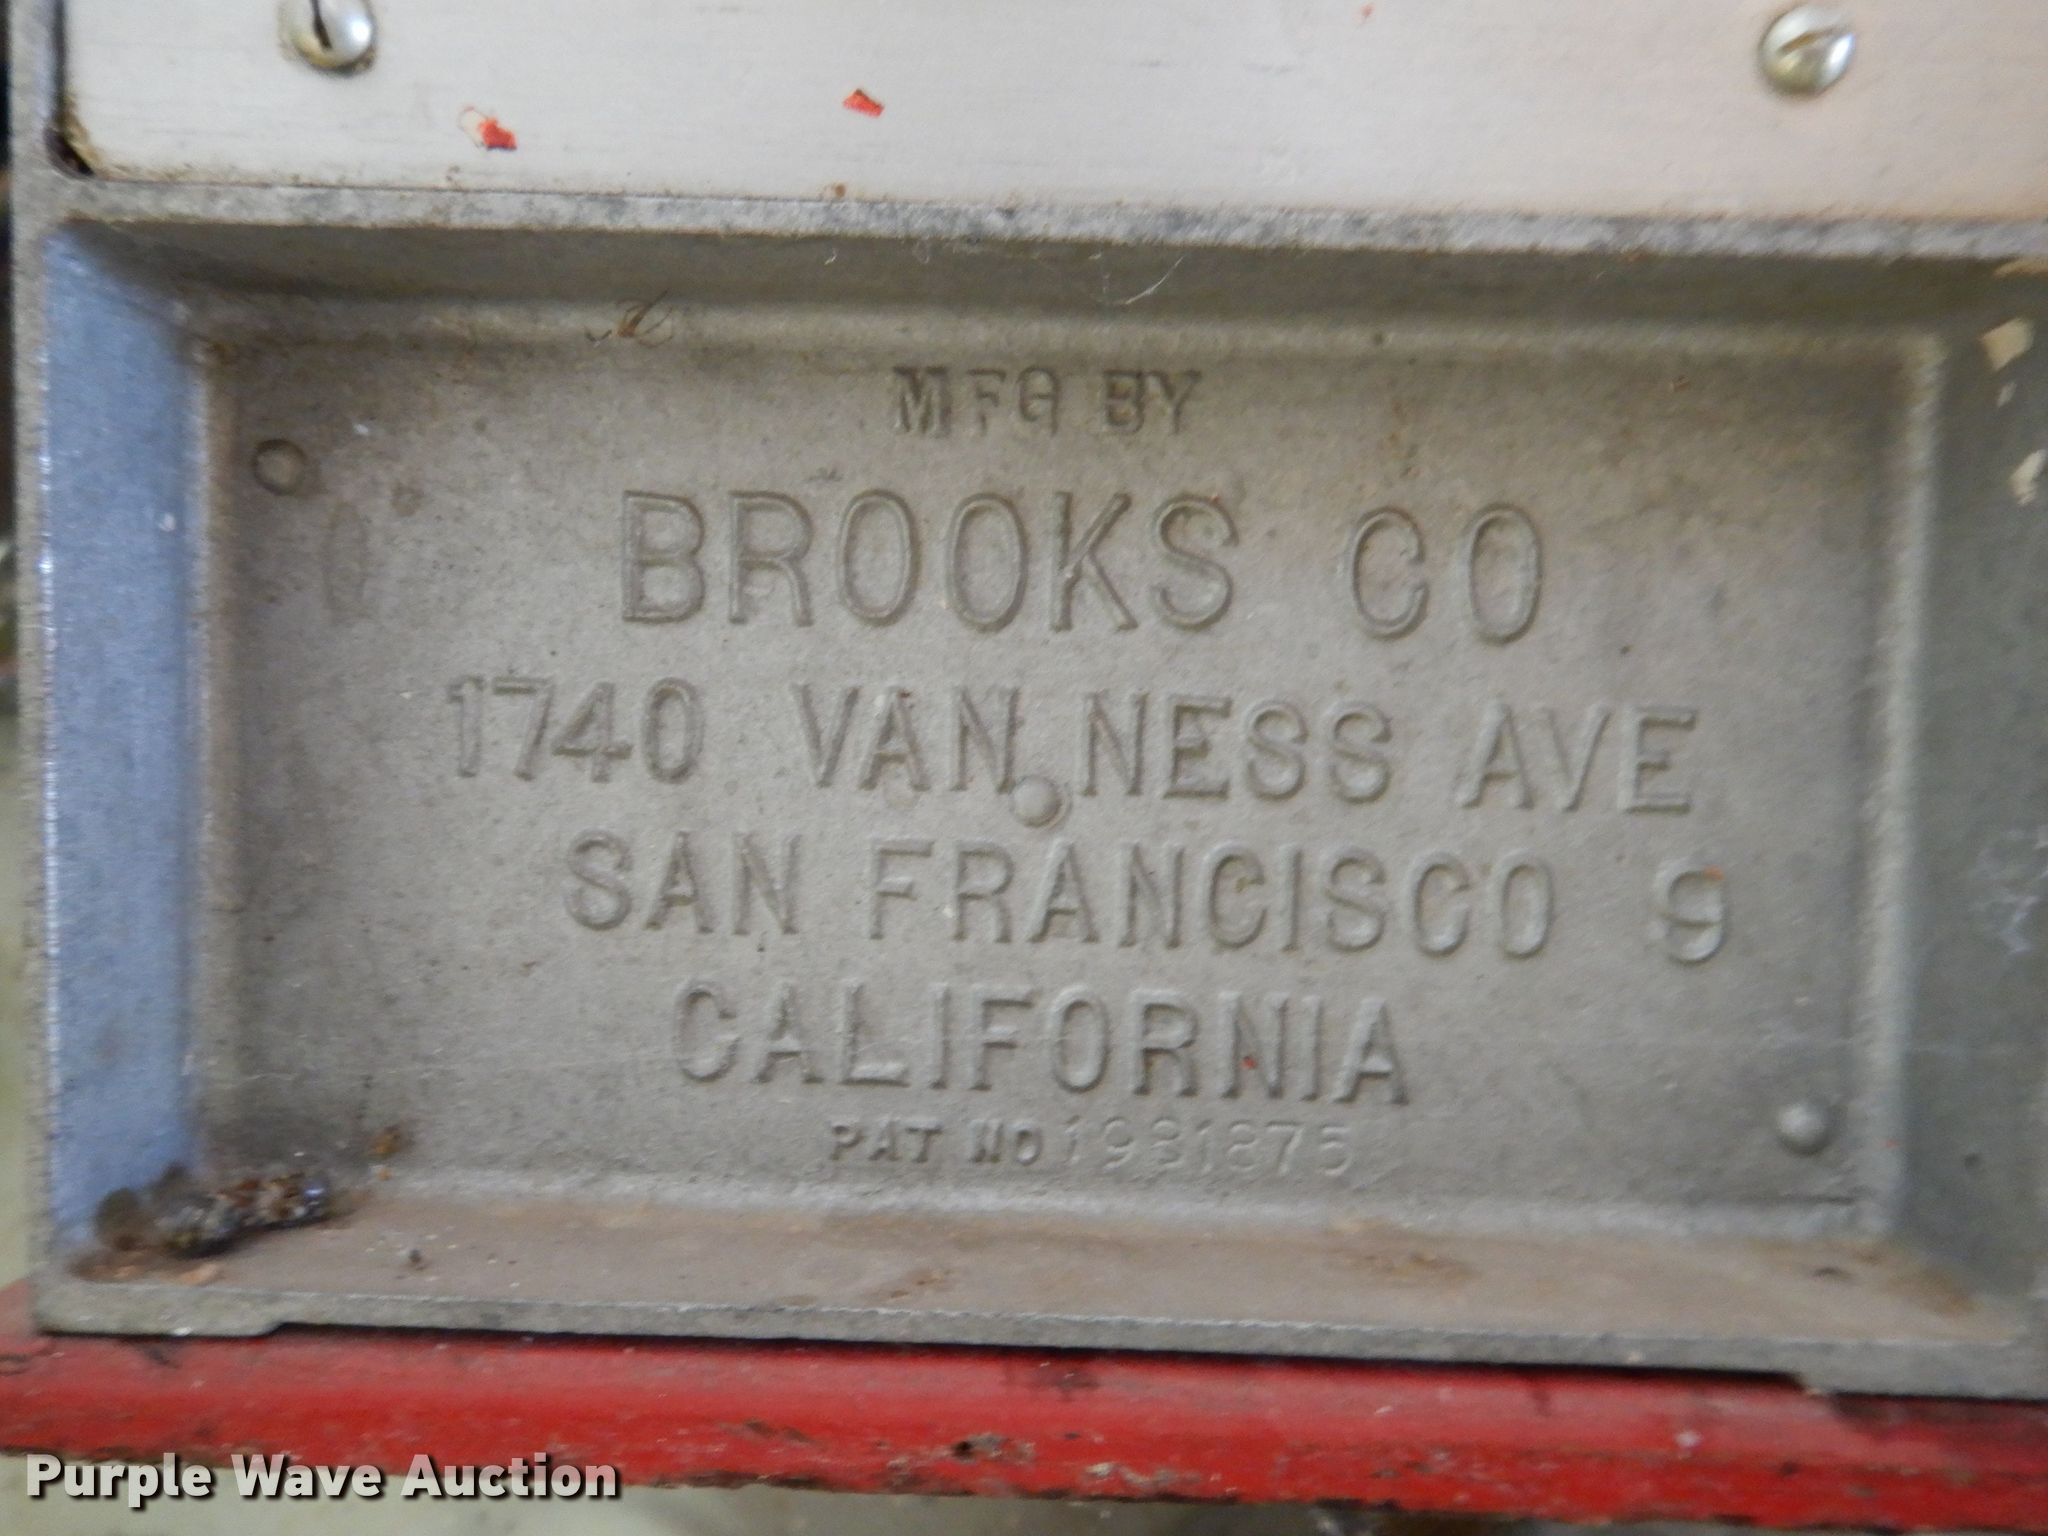 MFG BY
BROOKS CO
1740 VAN NESS AVE
SAN FRANCISCO 9
CALIFORNIA
PAT NO 1981875
Purple Wave Auction